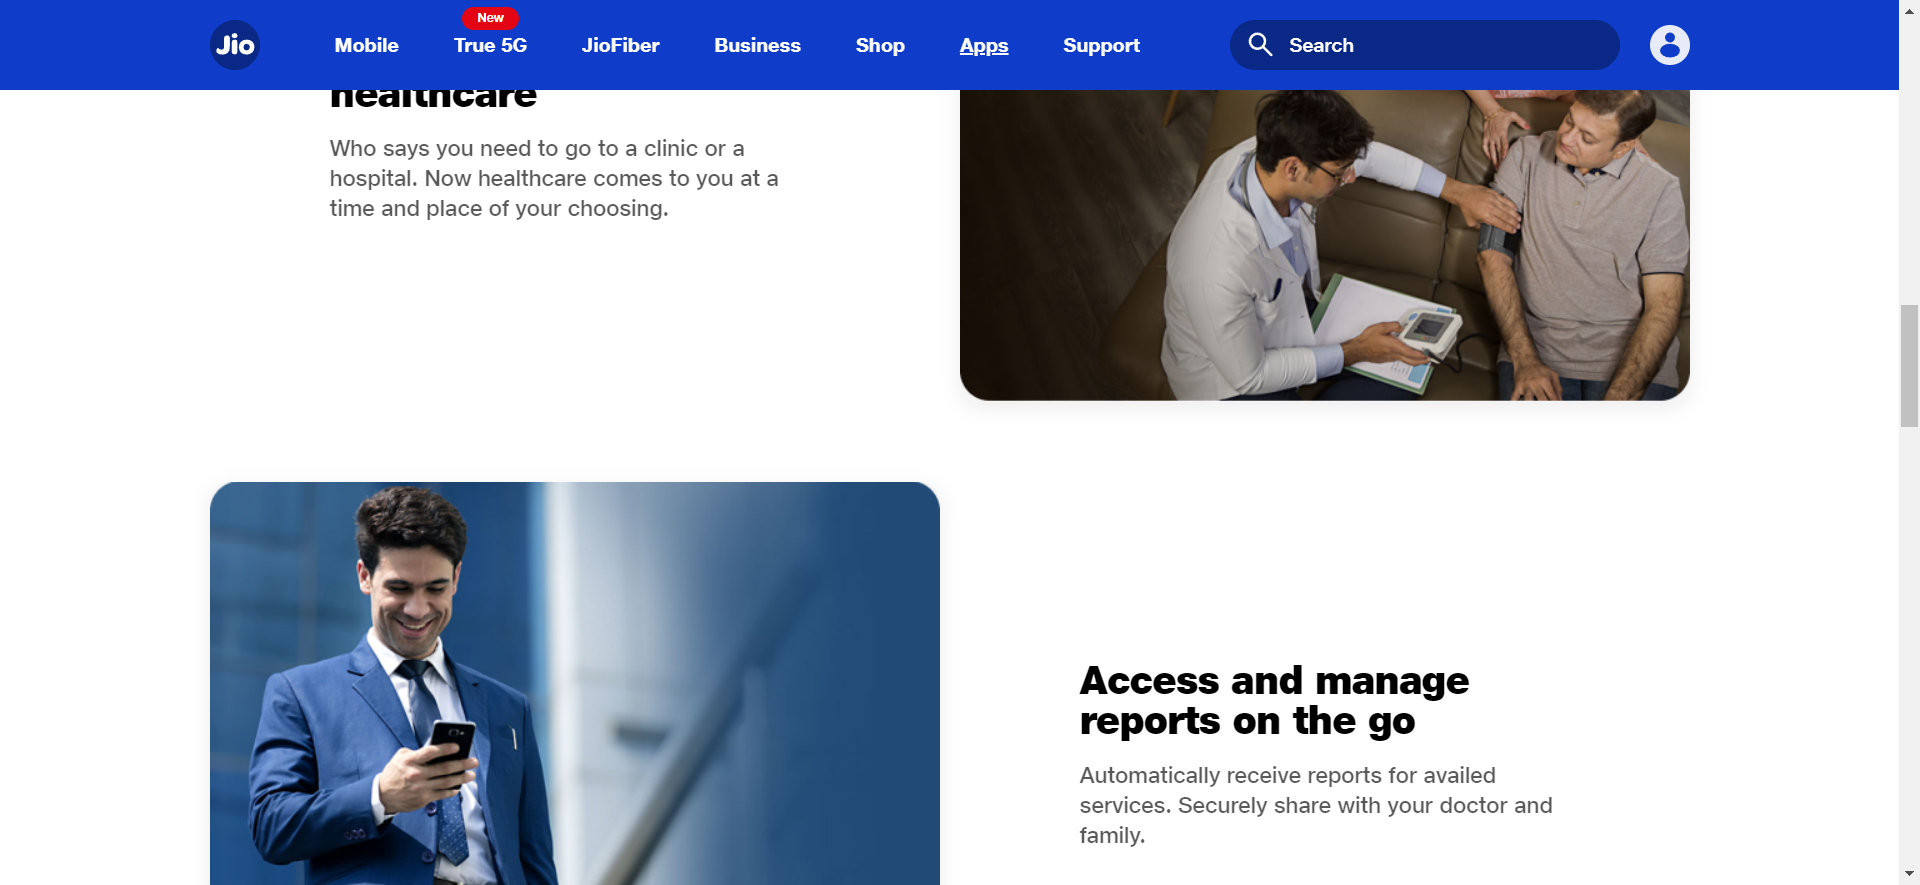 Jio
Mobile
New
True 5G
JioFiber
Business
Shop
Apps
Support
Search
healthcare
Who says you need to go to a clinic or a
hospital. Now healthcare comes to you at a
time and place of your choosing.
Access and manage
reports on the go
Automatically receive reports for availed
services. Securely share with your doctor and
family.